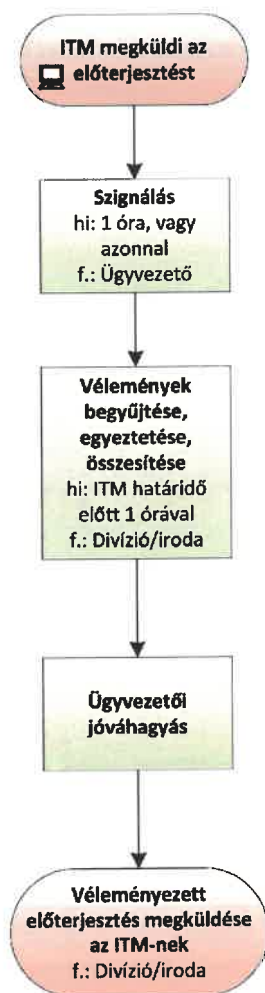 ITM megküldi az
előterjesztést
Szignálás
hi: 1 óra, vagy
azonnal
f.: Ügyvezető
Vélemények
begyűjtése,
egyeztetése,
összesítése
hi: ITM határidő
előtt 1 órával
f.: Divízió/iroda
Ügyvezetői
jóváhagyás
Véleményezett
előterjesztés megküldése
az ITM-nek
f.: Divízió/iroda